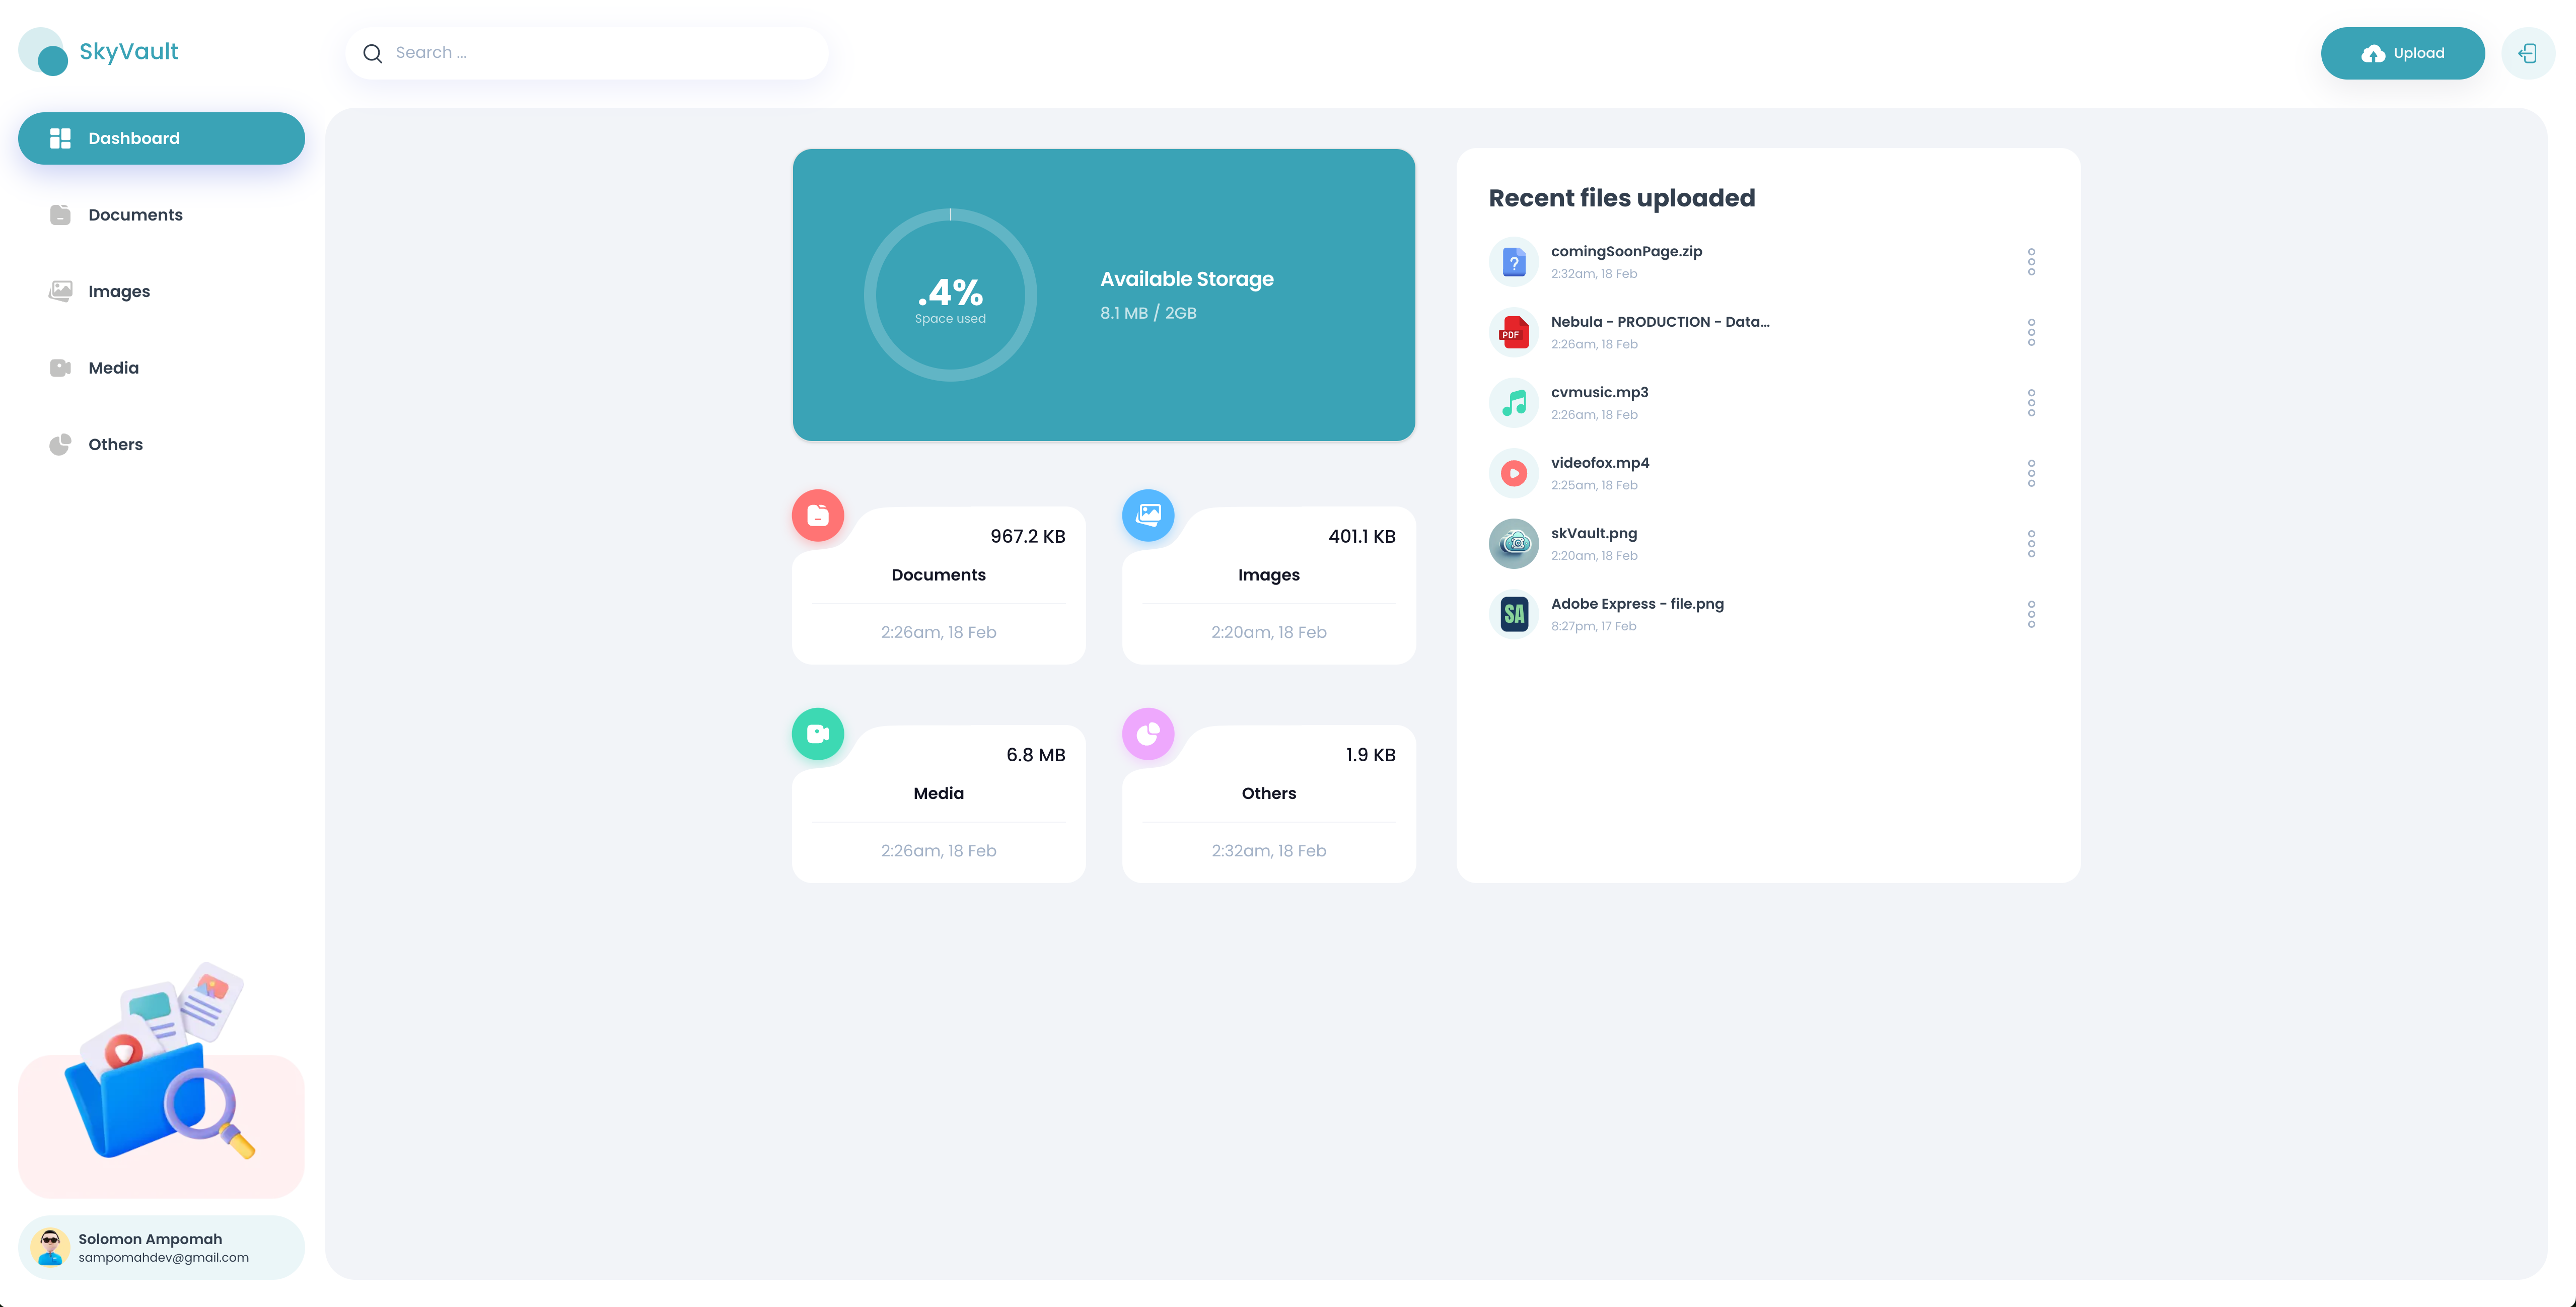 SkyVault
Search ...
Upload
Dashboard
Documents
Images
Media
Others
Solomon Ampomah
sampomahdev@gmail.com
.4%
Space used
Available Storage
8.1 MB / 2GB
967.2 KB
Documents
2:26am, 18 Feb
401.1 KB
Images
2:20am, 18 Feb
6.8 MB
Media
2:26am, 18 Feb
1.9 KB
Others
2:32am, 18 Feb
Recent files uploaded
?
comingSoonPage.zip
2:32am, 18 Feb
PDF
Nebula - PRODUCTION - Data...
2:26am, 18 Feb
cvmusic.mp3
2:26am, 18 Feb
videofox.mp4
2:25am, 18 Feb
skVault.png
2:20am, 18 Feb
SA
Adobe Express - file.png
8:27pm, 17 Feb